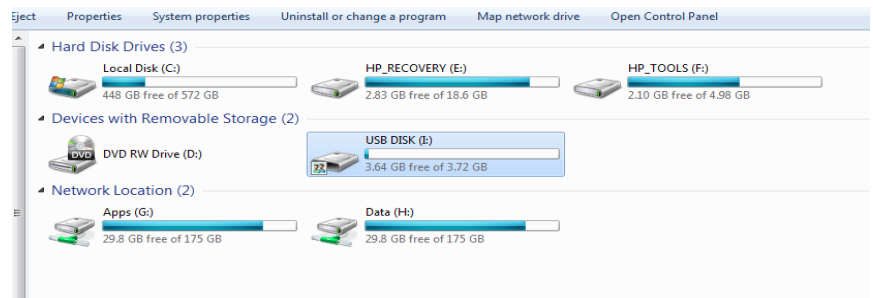 Eject Properties System properties Uninstall or change a program Map network drive Open Control Panel
Hard Disk Drives (3)
Local Disk (C:)
448 GB free of 572 GB
HP_RECOVERY (E:)
2.83 GB free of 18.6 GB
HP_TOOLS (F:)
2.10 GB free of 4.98 GB
Devices with Removable Storage (2)
DVD
DVD RW Drive (D:)
USB DISK (I:)
3.64 GB free of 3.72 GB
Network Location (2)
Apps (G:)
29.8 GB free of 175 GB
Data (H:)
29.8 GB free of 175 GB